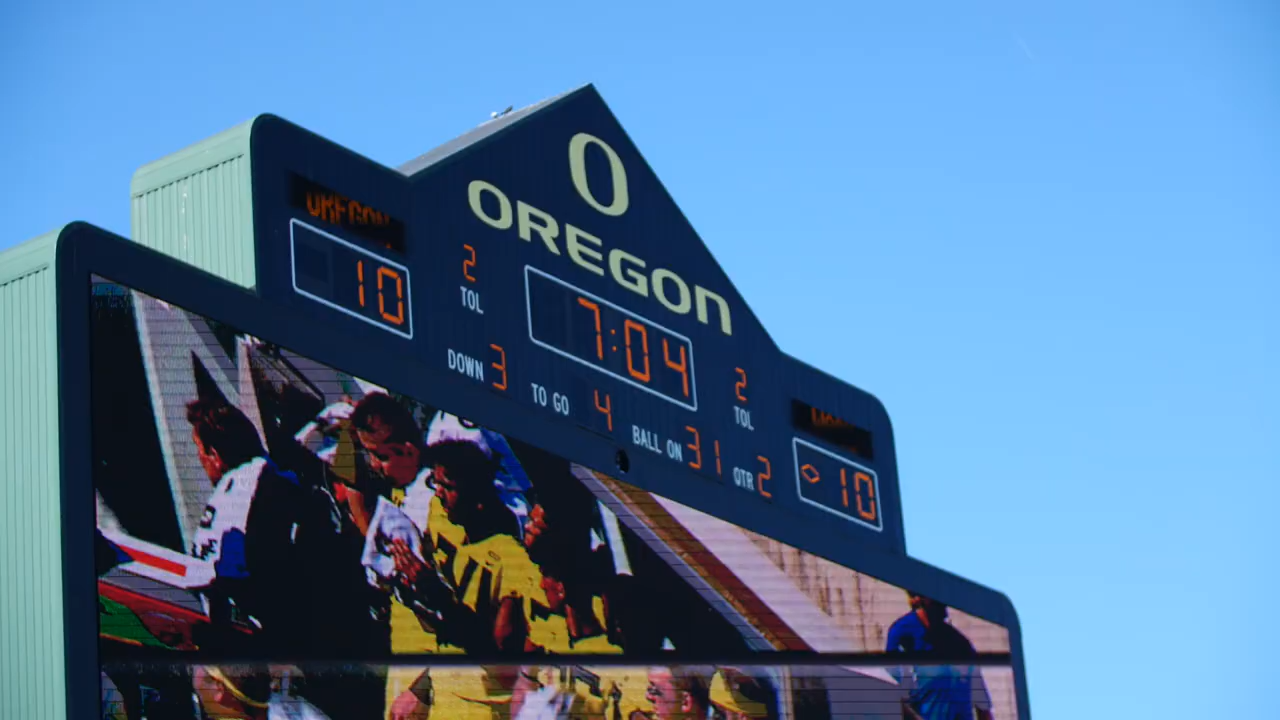 O
OREGON
OREGON
10
2
TOL
7:04
DOWN 3
TO GO 4
BALL ON 31
QTR 2
2
TOL
10